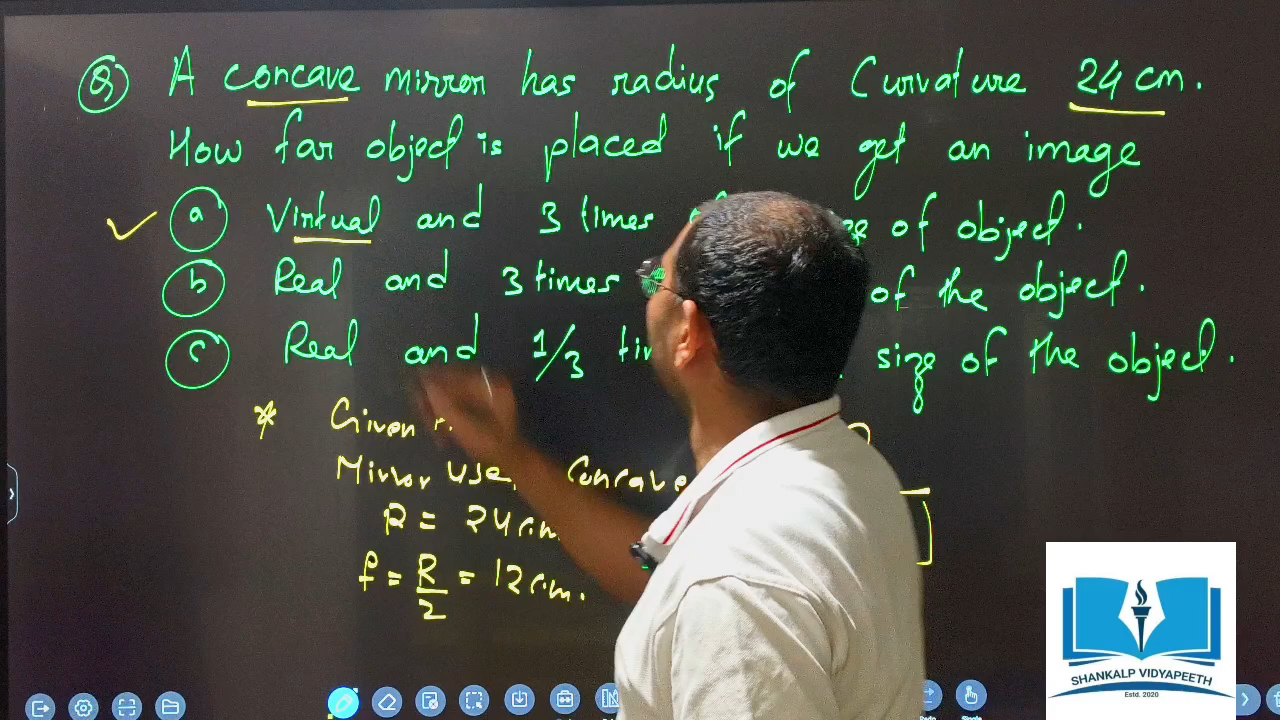 Q A concave mirror has radius of Curvature 24 cm.
How far object is placed if we get an image
a Virtual and 3 times of object.
b Real and 3 times of the object.
c Real and 1/3 size of the object.
* Given
Mirror Concave
R = 24 cm
f = R/2 = 12 cm.
SHANKALP VIDYAPEETH
Estd. 2020